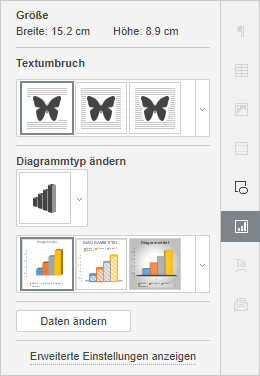 Größe
Breite: 15.2 cm Höhe: 8.9 cm
Textumbruch
Diagrammtyp ändern
Diagrammtitel DIAGRAMMTITEL Diagrammtitel
Daten ändern
Erweiterte Einstellungen anzeigen